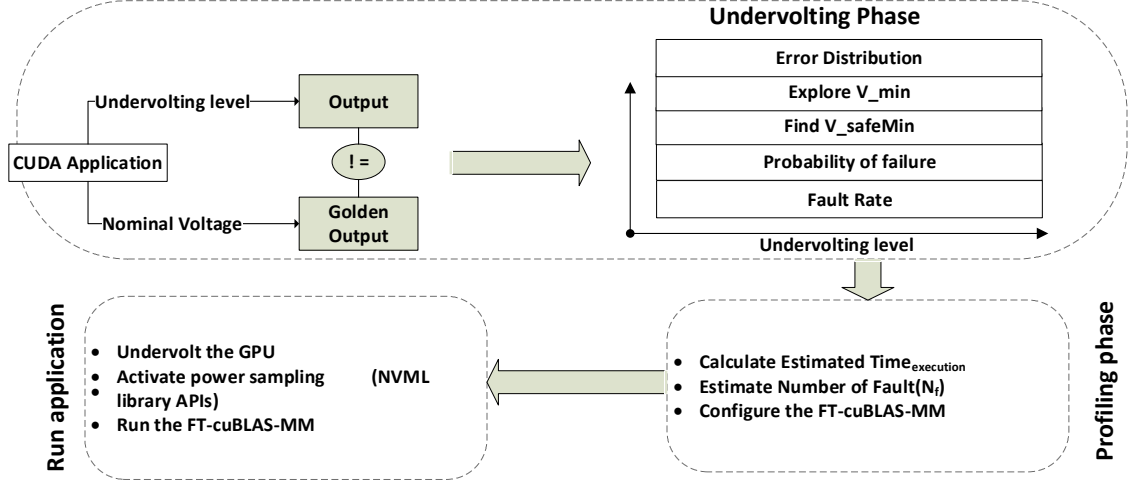 Undervolting Phase
Undervolting level
Output
CUDA Application
! =
Nominal Voltage
Golden
Output
Error Distribution
Explore V_min
Find V_safeMin
Probability of failure
Fault Rate
Undervolting level
Profiling phase
• Calculate Estimated Time_execution
• Estimate Number of Fault(N_f)
• Configure the FT-cuBLAS-MM
Run application
• Undervolt the GPU
• Activate power sampling (NVML
• library APIs)
• Run the FT-cuBLAS-MM